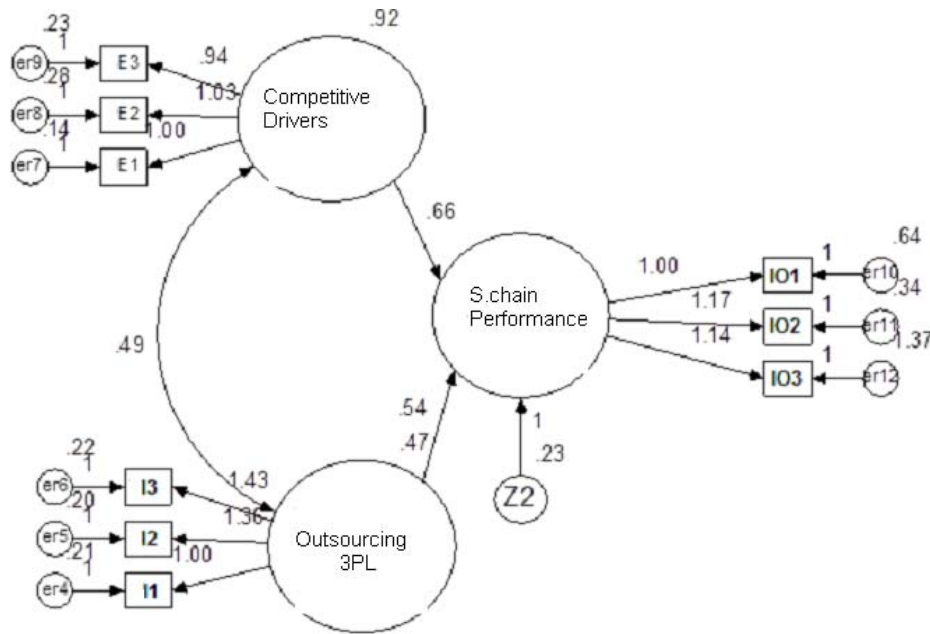 .23
.92
1
er9
E3
.94
.28
1
er8
E2
1.03
Competitive
Drivers
.14
1
er7
E1
1.00
.66
.64
1
1.00
IO1
er10
.34
S.chain
Performance
1.17
1
IO2
er11
1.37
1.14
1
IO3
er12
.49
.54
.47
1
.23
Z2
.22
1
er6
I3
1.43
.20
1
er5
I2
1.36
Outsourcing
3PL
.21
1
er4
I1
1.00